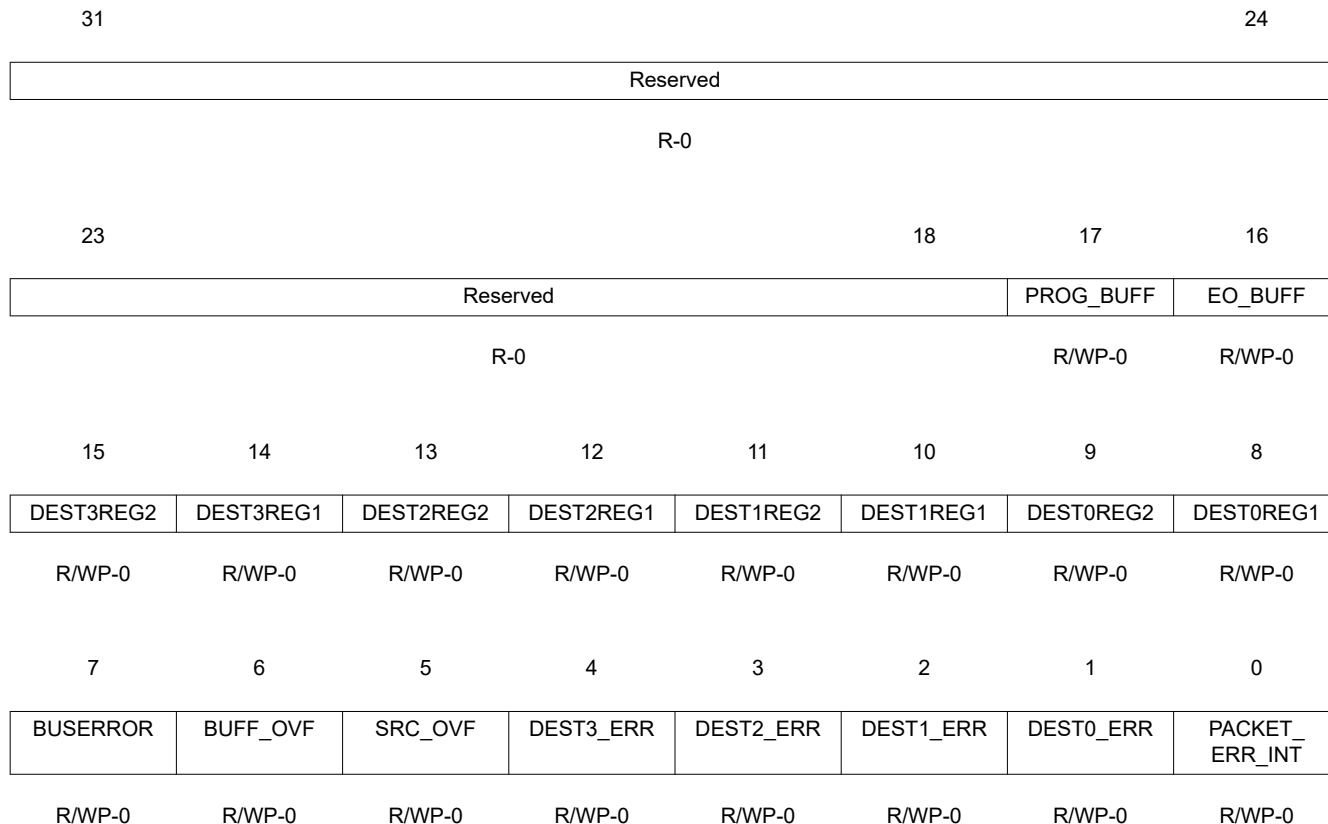 31 24
Reserved
R-0
23 18 17 16
Reserved PROG_BUFF EO_BUFF
R-0 R/WP-0 R/WP-0
15 14 13 12 11 10 9 8
DEST3REG2 DEST3REG1 DEST2REG2 DEST2REG1 DEST1REG2 DEST1REG1 DEST0REG2 DEST0REG1
R/WP-0 R/WP-0 R/WP-0 R/WP-0 R/WP-0 R/WP-0 R/WP-0 R/WP-0
7 6 5 4 3 2 1 0
BUSERROR BUFF_OVF SRC_OVF DEST3_ERR DEST2_ERR DEST1_ERR DEST0_ERR PACKET_
ERR_INT
R/WP-0 R/WP-0 R/WP-0 R/WP-0 R/WP-0 R/WP-0 R/WP-0 R/WP-0